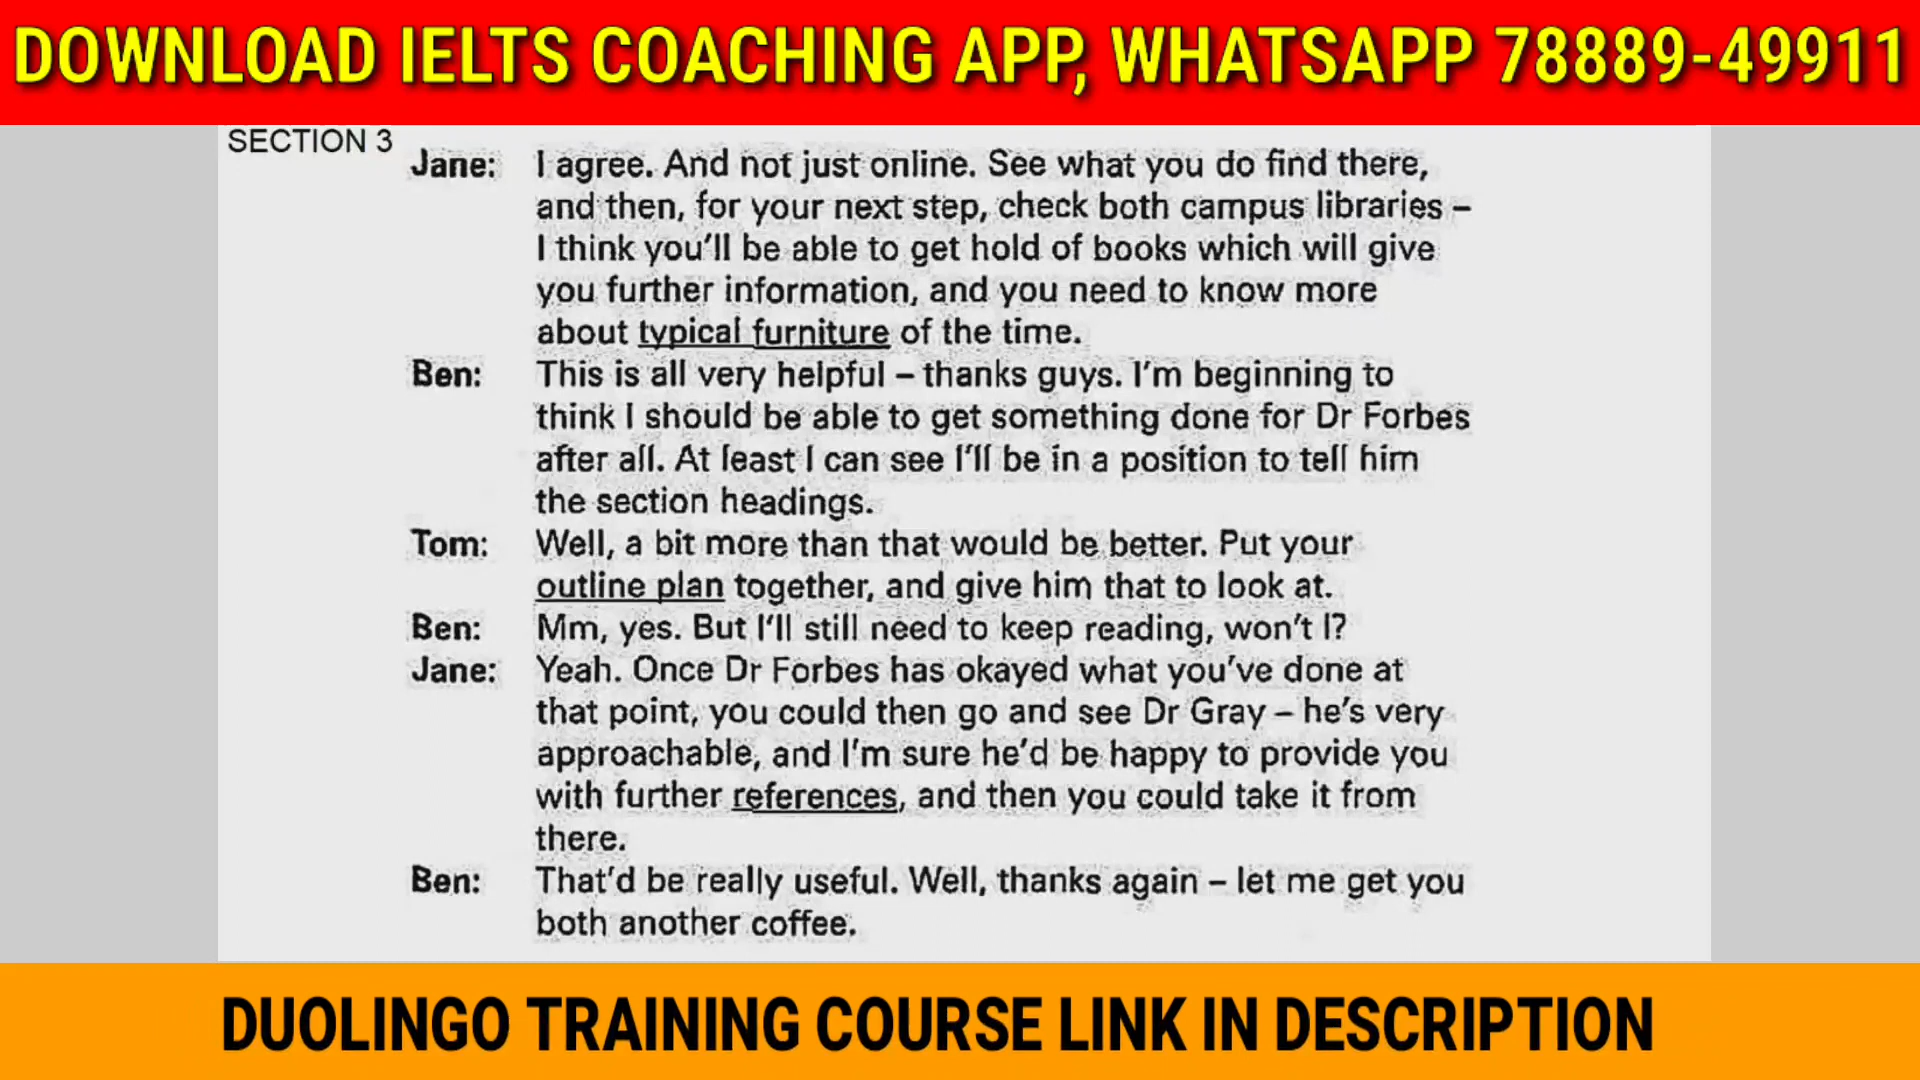 DOWNLOAD IELTS COACHING APP, WHATSAPP 78889-49911
SECTION 3
Jane: I agree. And not just online. See what you do find there,
and then, for your next step, check both campus libraries –
I think you'll be able to get hold of books which will give
you further information, and you need to know more
about typical furniture of the time.
Ben: This is all very helpful – thanks guys. I'm beginning to
think I should be able to get something done for Dr Forbes
after all. At least I can see I'll be in a position to tell him
the section headings.
Tom: Well, a bit more than that would be better. Put your
outline plan together, and give him that to look at.
Ben: Mm, yes. But I'll still need to keep reading, won't I?
Jane: Yeah. Once Dr Forbes has okayed what you've done at
that point, you could then go and see Dr Gray – he's very
approachable, and I'm sure he'd be happy to provide you
with further references, and then you could take it from
there.
Ben: That'd be really useful. Well, thanks again – let me get you
both another coffee.
DUOLINGO TRAINING COURSE LINK IN DESCRIPTION